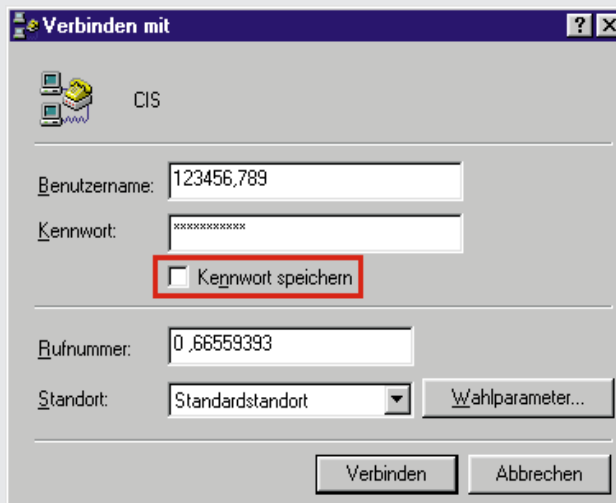 Verbinden mit
CIS
Benutzername: 123456,789
Kennwort: ***********
Kennwort speichern
Rufnummer: 0 ,66559393
Standort: Standardstandort Wahlparameter...
Verbinden Abbrechen